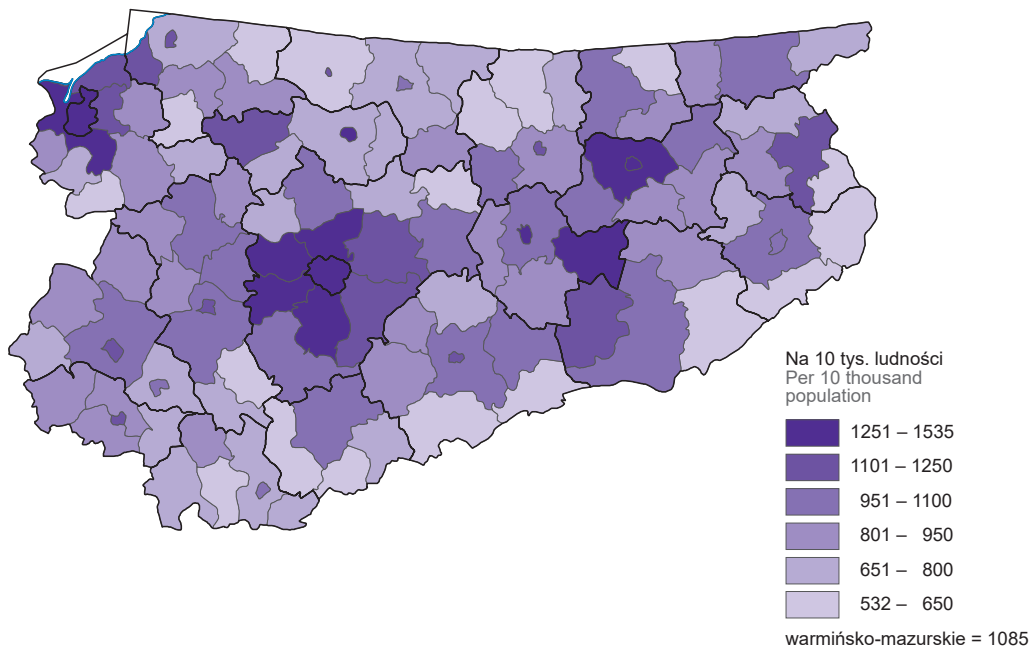 Na 10 tys. ludności
Per 10 thousand
population
1251 – 1535
1101 – 1250
951 – 1100
801 – 950
651 – 800
532 – 650
warmińsko-mazurskie = 1085